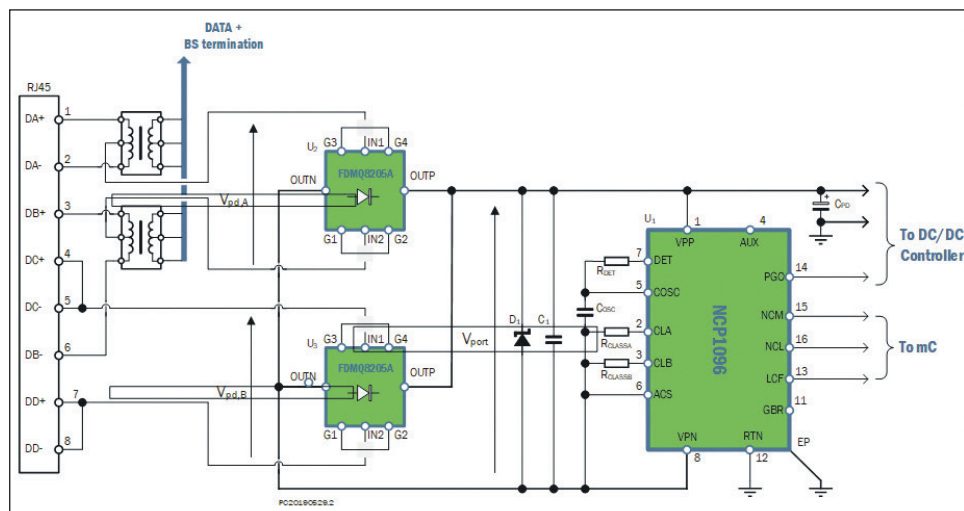 DATA +
BS termination
RJ45
DA+ 1
DA- 2
DB+ 3
DC+ 4
DC- 5
DB- 6
DD+ 7
DD- 8
U2
G3 IN1 G4
FDMQ8205A
OUTN OUTP
Vpd,A
G1 IN2 G2
U3
G3 IN1 G4
FDMQ8205A
OUTN OUTP
Vpd,B
G1 IN2 G2
Vport
D1
C1
RDET
COSC
RCLASSA
RCLASSB
U1
1 4
VPP AUX
7 DET
5 COSC
2 CLA
3 CLB
6 ACS
NCP1096
PGO 14
NCM 15
NCL 16
LCF 13
GBR 11
VPN RTN EP
8 12
+
CPD
To DC/DC
Controller
To mC
PC20190529.2